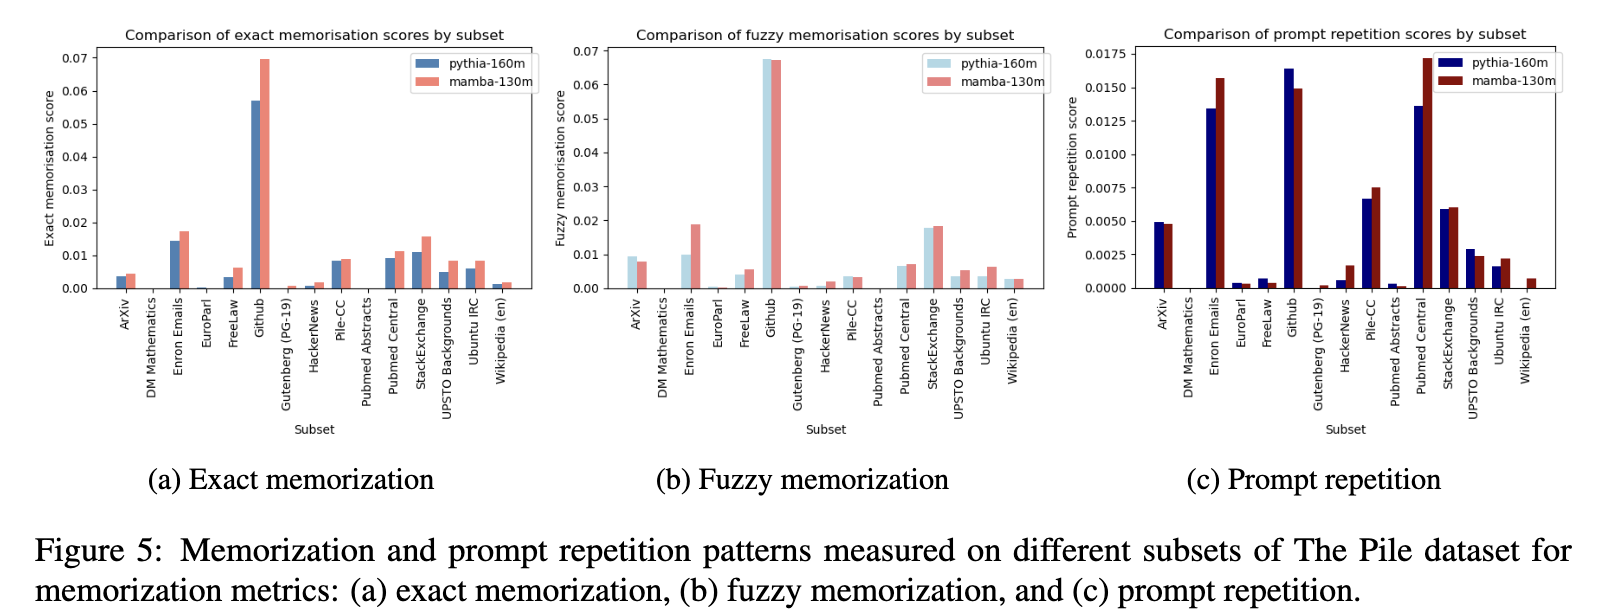 Comparison of exact memorisation scores by subset
pythia-160m
mamba-130m
Exact memorisation score
0.07
0.06
0.05
0.04
0.03
0.02
0.01
0.00
ArXiv
DM Mathematics
Enron Emails
EuroParl
FreeLaw
Github
Gutenberg (PG-19)
HackerNews
Pile-CC
Pubmed Abstracts
Pubmed Central
StackExchange
UPSTO Backgrounds
Ubuntu IRC
Wikipedia (en)
Subset
(a) Exact memorization
Comparison of fuzzy memorisation scores by subset
pythia-160m
mamba-130m
Fuzzy memorisation score
0.07
0.06
0.05
0.04
0.03
0.02
0.01
0.00
ArXiv
DM Mathematics
Enron Emails
EuroParl
FreeLaw
Github
Gutenberg (PG-19)
HackerNews
Pile-CC
Pubmed Abstracts
Pubmed Central
StackExchange
UPSTO Backgrounds
Ubuntu IRC
Wikipedia (en)
Subset
(b) Fuzzy memorization
Comparison of prompt repetition scores by subset
pythia-160m
mamba-130m
Prompt repetition score
0.0175
0.0150
0.0125
0.0100
0.0075
0.0050
0.0025
0.0000
ArXiv
DM Mathematics
Enron Emails
EuroParl
FreeLaw
Github
Gutenberg (PG-19)
HackerNews
Pile-CC
Pubmed Abstracts
Pubmed Central
StackExchange
UPSTO Backgrounds
Ubuntu IRC
Wikipedia (en)
Subset
(c) Prompt repetition
Figure 5: Memorization and prompt repetition patterns measured on different subsets of The Pile dataset for
memorization metrics: (a) exact memorization, (b) fuzzy memorization, and (c) prompt repetition.